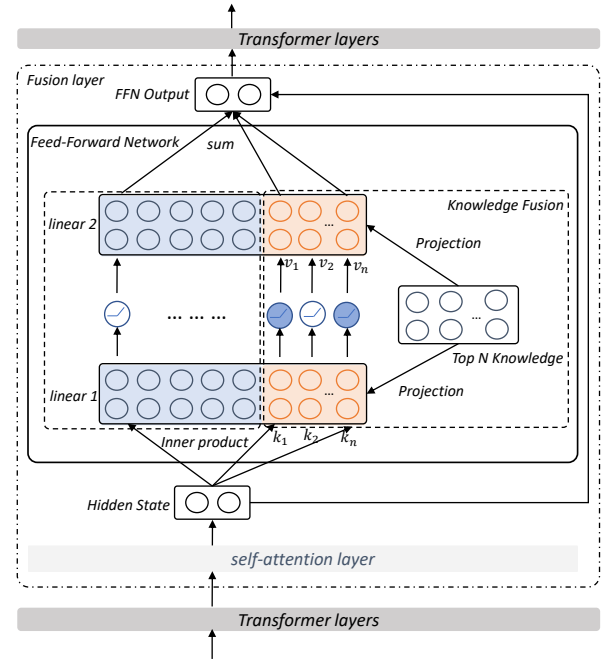 Transformer layers
Fusion layer
FFN Output
Feed-Forward Network
sum
Knowledge Fusion
linear 2
...
Projection
v₁ v₂ vₙ
... ... ...
...
Top N Knowledge
linear 1
...
Projection
Inner product
k₁ k₂ kₙ
Hidden State
self-attention layer
Transformer layers